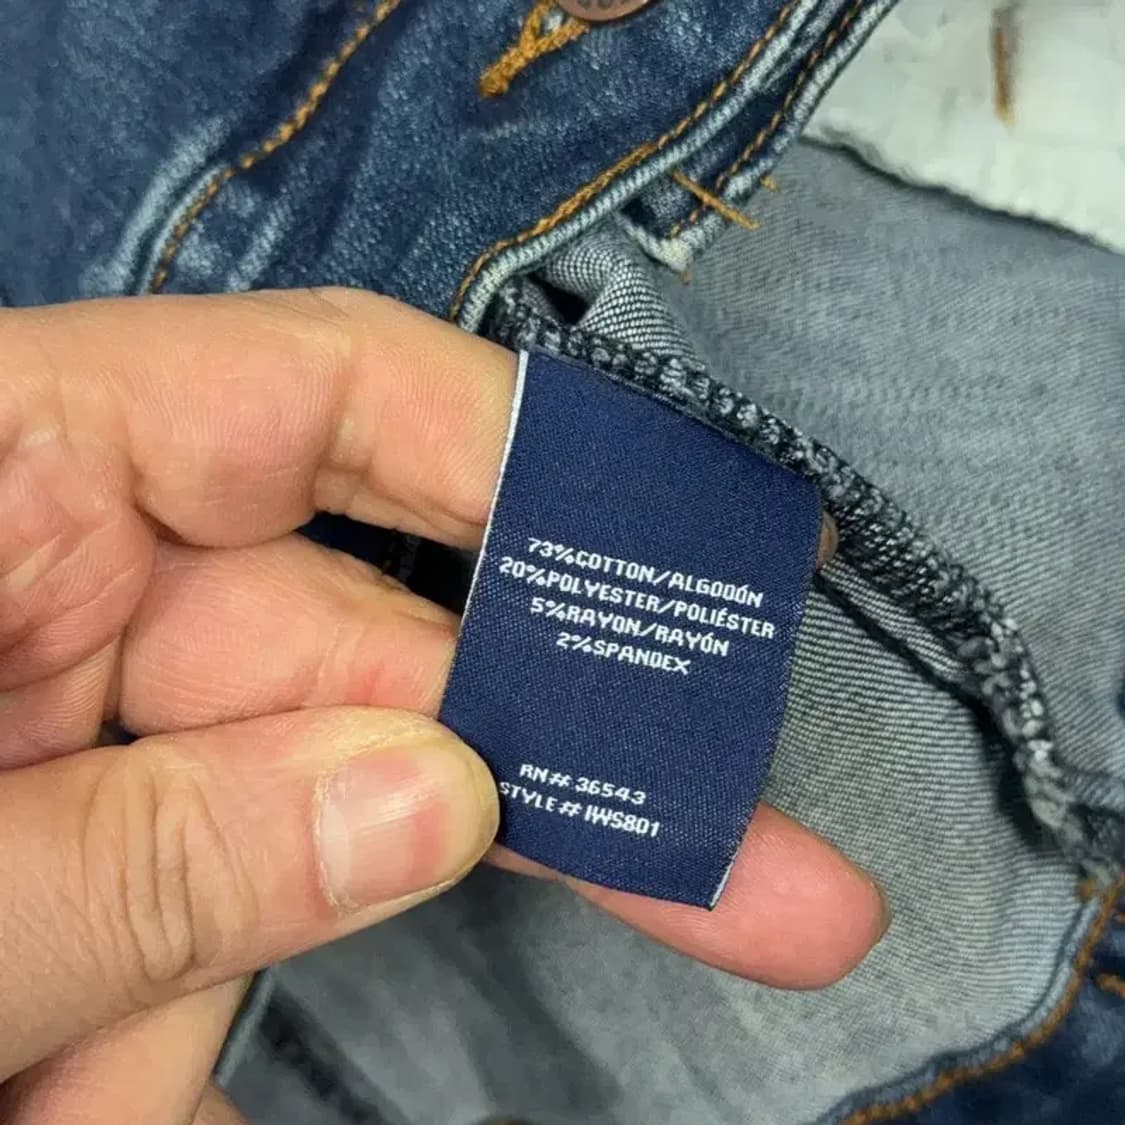 73%COTTON/ALGODÓN
20%POLYESTER/POLIÉSTER
5%RAYON/RAYÓN
2%SPANDEX
RN# 36543
STYLE# IWS801